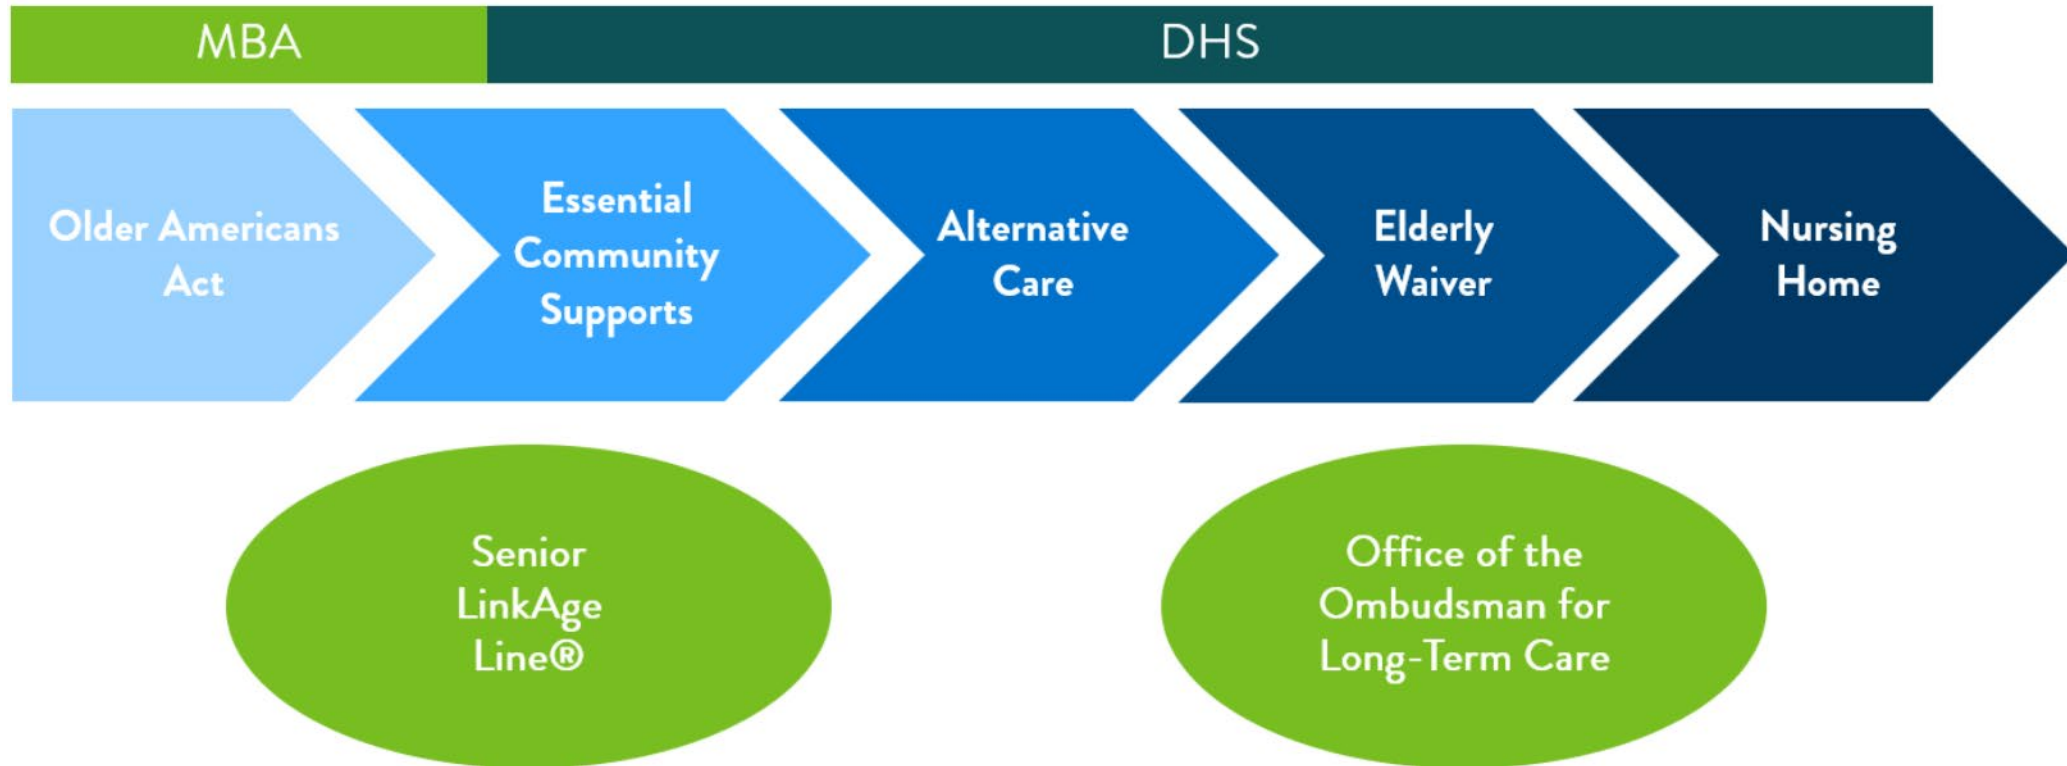 MBA
DHS
Older Americans
Act
Essential
Community
Supports
Alternative
Care
Elderly
Waiver
Nursing
Home
Senior
LinkAge
Line®
Office of the
Ombudsman for
Long-Term Care